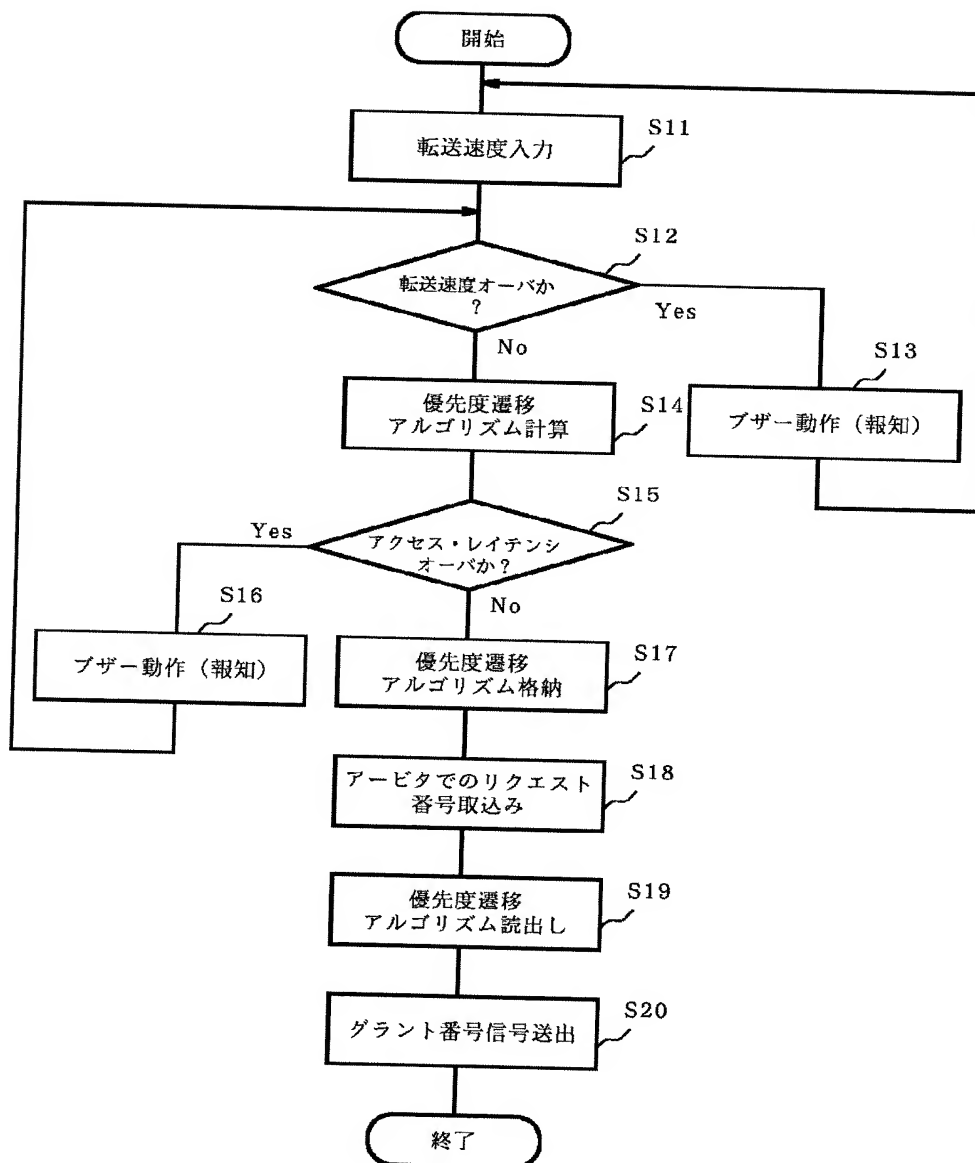 開始
S11
転送速度入力
S12
転送速度オーバか
?
Yes
No
S13
ブザー動作(報知)
S14
優先度遷移
アルゴリズム計算
S15
アクセス・レイテンシ
オーバか?
Yes
No
S16
ブザー動作(報知)
S17
優先度遷移
アルゴリズム格納
S18
アービタでのリクエスト
番号取込み
S19
優先度遷移
アルゴリズム読出し
S20
グラント番号信号送出
終了